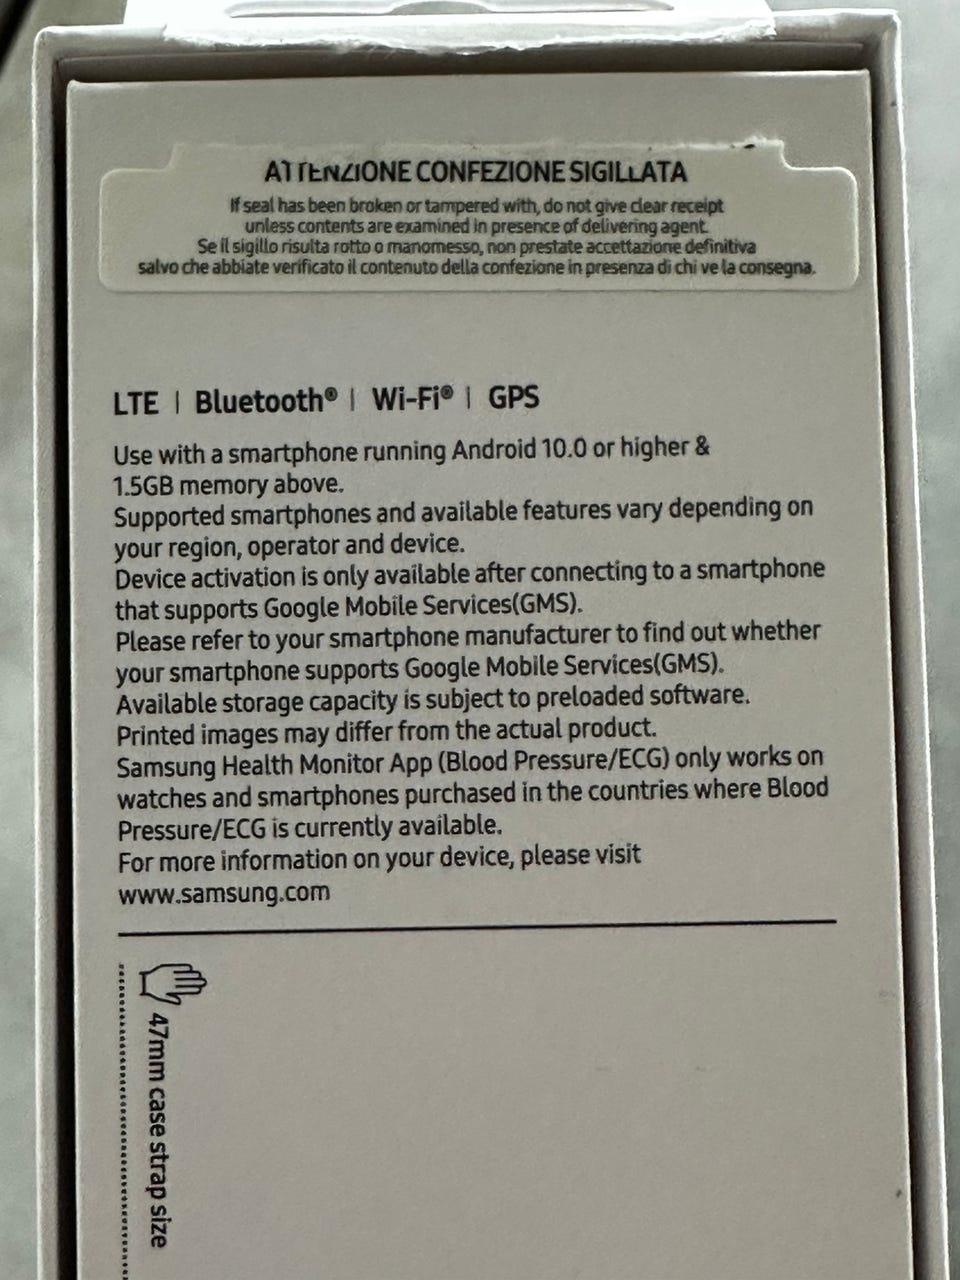 ATTENZIONE CONFEZIONE SIGILLATA
If seal has been broken or tampered with, do not give clear receipt
unless contents are examined in presence of delivering agent.
Se il sigillo risulta rotto o manomesso, non prestate accettazione definitiva
salvo che abbiate verificato il contenuto della confezione in presenza di chi ve la consegna.
LTE | Bluetooth® | Wi-Fi® | GPS
Use with a smartphone running Android 10.0 or higher &
1.5GB memory above.
Supported smartphones and available features vary depending on
your region, operator and device.
Device activation is only available after connecting to a smartphone
that supports Google Mobile Services(GMS).
Please refer to your smartphone manufacturer to find out whether
your smartphone supports Google Mobile Services(GMS).
Available storage capacity is subject to preloaded software.
Printed images may differ from the actual product.
Samsung Health Monitor App (Blood Pressure/ECG) only works on
watches and smartphones purchased in the countries where Blood
Pressure/ECG is currently available.
For more information on your device, please visit
www.samsung.com
47mm case strap size